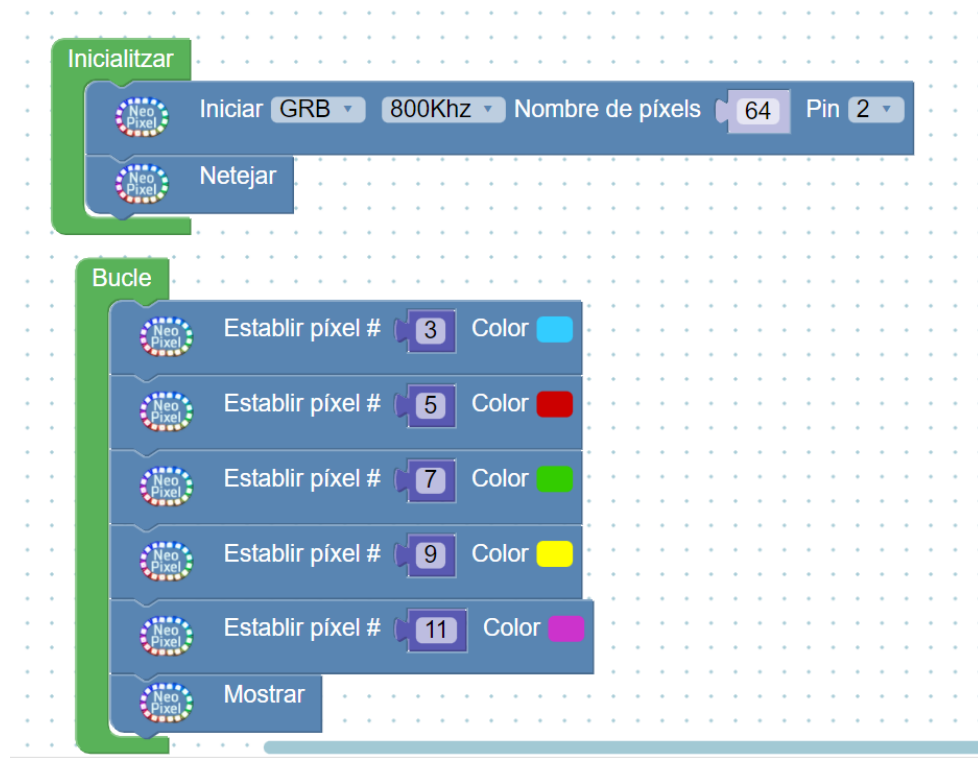 Inicialitzar
Neo Pixel Iniciar GRB 800Khz Nombre de píxels 64 Pin 2
Neo Pixel Netejar
Bucle
Neo Pixel Establir píxel # 3 Color
Neo Pixel Establir píxel # 5 Color
Neo Pixel Establir píxel # 7 Color
Neo Pixel Establir píxel # 9 Color
Neo Pixel Establir píxel # 11 Color
Neo Pixel Mostrar